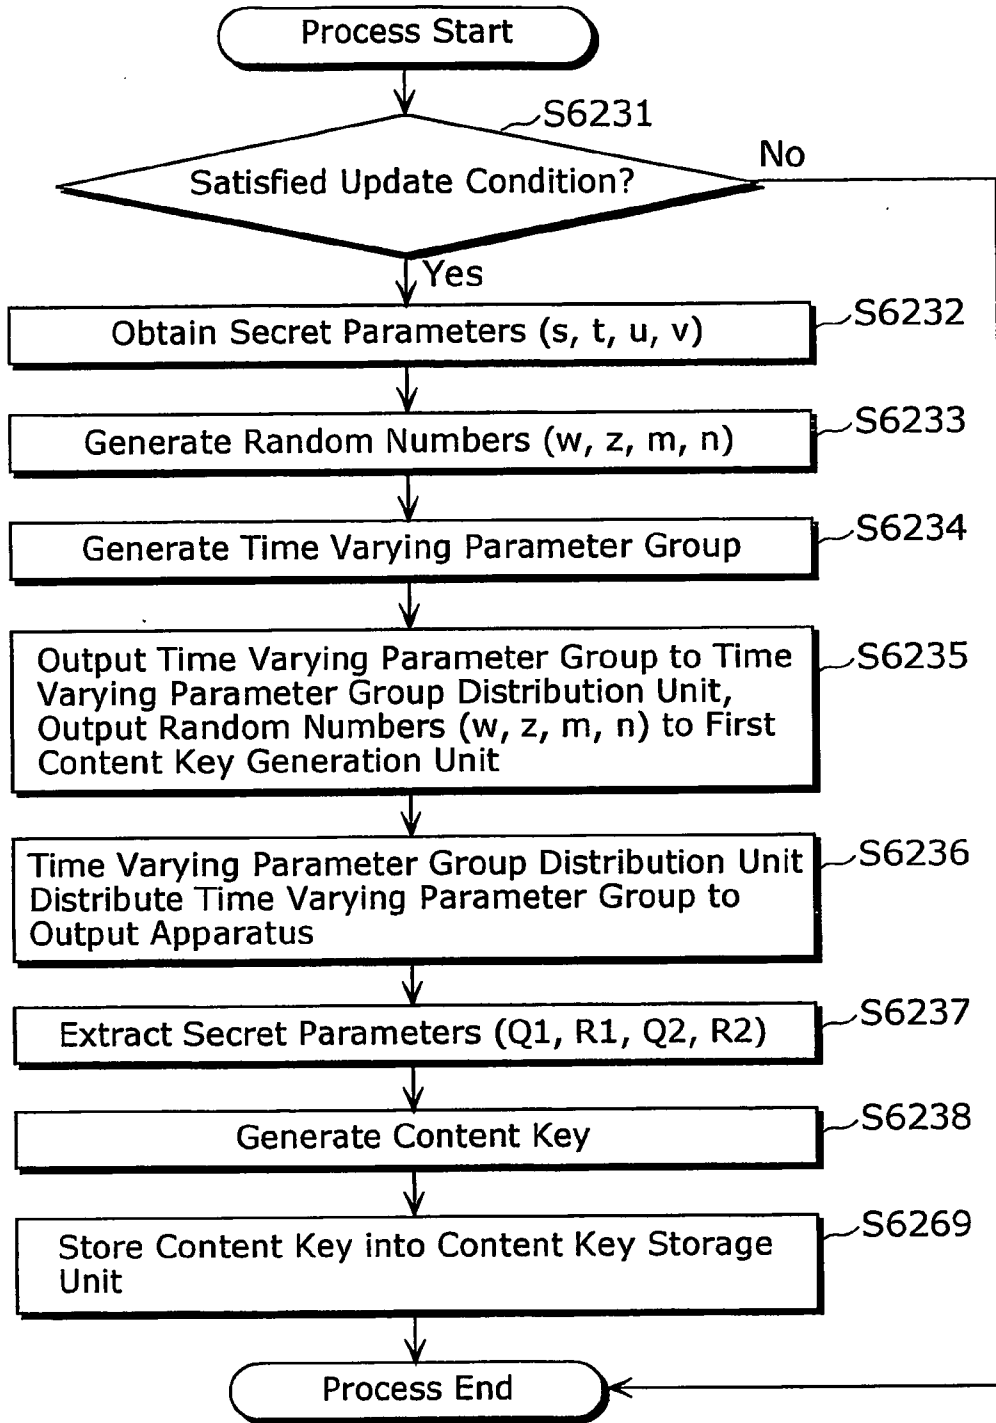 Process Start
S6231
No
Satisfied Update Condition?
Yes
Obtain Secret Parameters (s, t, u, v)
S6232
Generate Random Numbers (w, z, m, n)
S6233
Generate Time Varying Parameter Group
S6234
Output Time Varying Parameter Group to Time
Varying Parameter Group Distribution Unit,
Output Random Numbers (w, z, m, n) to First
Content Key Generation Unit
S6235
Time Varying Parameter Group Distribution Unit
Distribute Time Varying Parameter Group to
Output Apparatus
S6236
Extract Secret Parameters (Q1, R1, Q2, R2)
S6237
Generate Content Key
S6238
Store Content Key into Content Key Storage
Unit
S6269
Process End